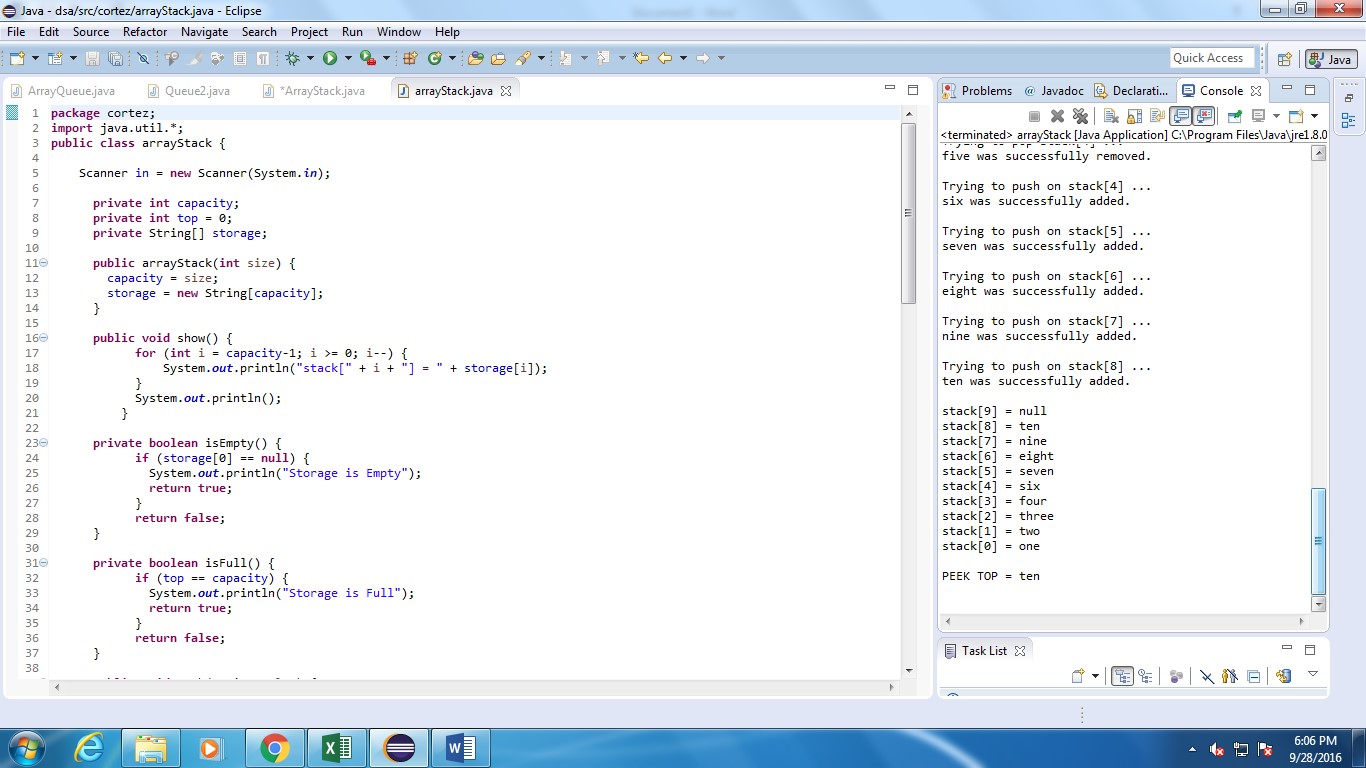 Java - dsa/src/cortez/arrayStack.java - Eclipse
File Edit Source Refactor Navigate Search Project Run Window Help
Quick Access
Java
ArrayQueue.java Queue2.java *ArrayStack.java arrayStack.java
1 package cortez;
2 import java.util.*;
3 public class arrayStack {
4
5 Scanner in = new Scanner(System.in);
6
7 private int capacity;
8 private int top = 0;
9 private String[] storage;
10
11 public arrayStack(int size) {
12 capacity = size;
13 storage = new String[capacity];
14 }
15
16 public void show() {
17 for (int i = capacity-1; i >= 0; i--) {
18 System.out.println("stack[" + i + "] = " + storage[i]);
19 }
20 System.out.println();
21 }
22
23 private boolean isEmpty() {
24 if (storage[0] == null) {
25 System.out.println("Storage is Empty");
26 return true;
27 }
28 return false;
29 }
30
31 private boolean isFull() {
32 if (top == capacity) {
33 System.out.println("Storage is Full");
34 return true;
35 }
36 return false;
37 }
38
Problems @ Javadoc Declarati... Console
<terminated> arrayStack [Java Application] C:\Program Files\Java\jre1.8.0
five was successfully removed.
Trying to push on stack[4] ...
six was successfully added.
Trying to push on stack[5] ...
seven was successfully added.
Trying to push on stack[6] ...
eight was successfully added.
Trying to push on stack[7] ...
nine was successfully added.
Trying to push on stack[8] ...
ten was successfully added.
stack[9] = null
stack[8] = ten
stack[7] = nine
stack[6] = eight
stack[5] = seven
stack[4] = six
stack[3] = four
stack[2] = three
stack[1] = two
stack[0] = one
PEEK TOP = ten
Task List
6:06 PM
9/28/2016